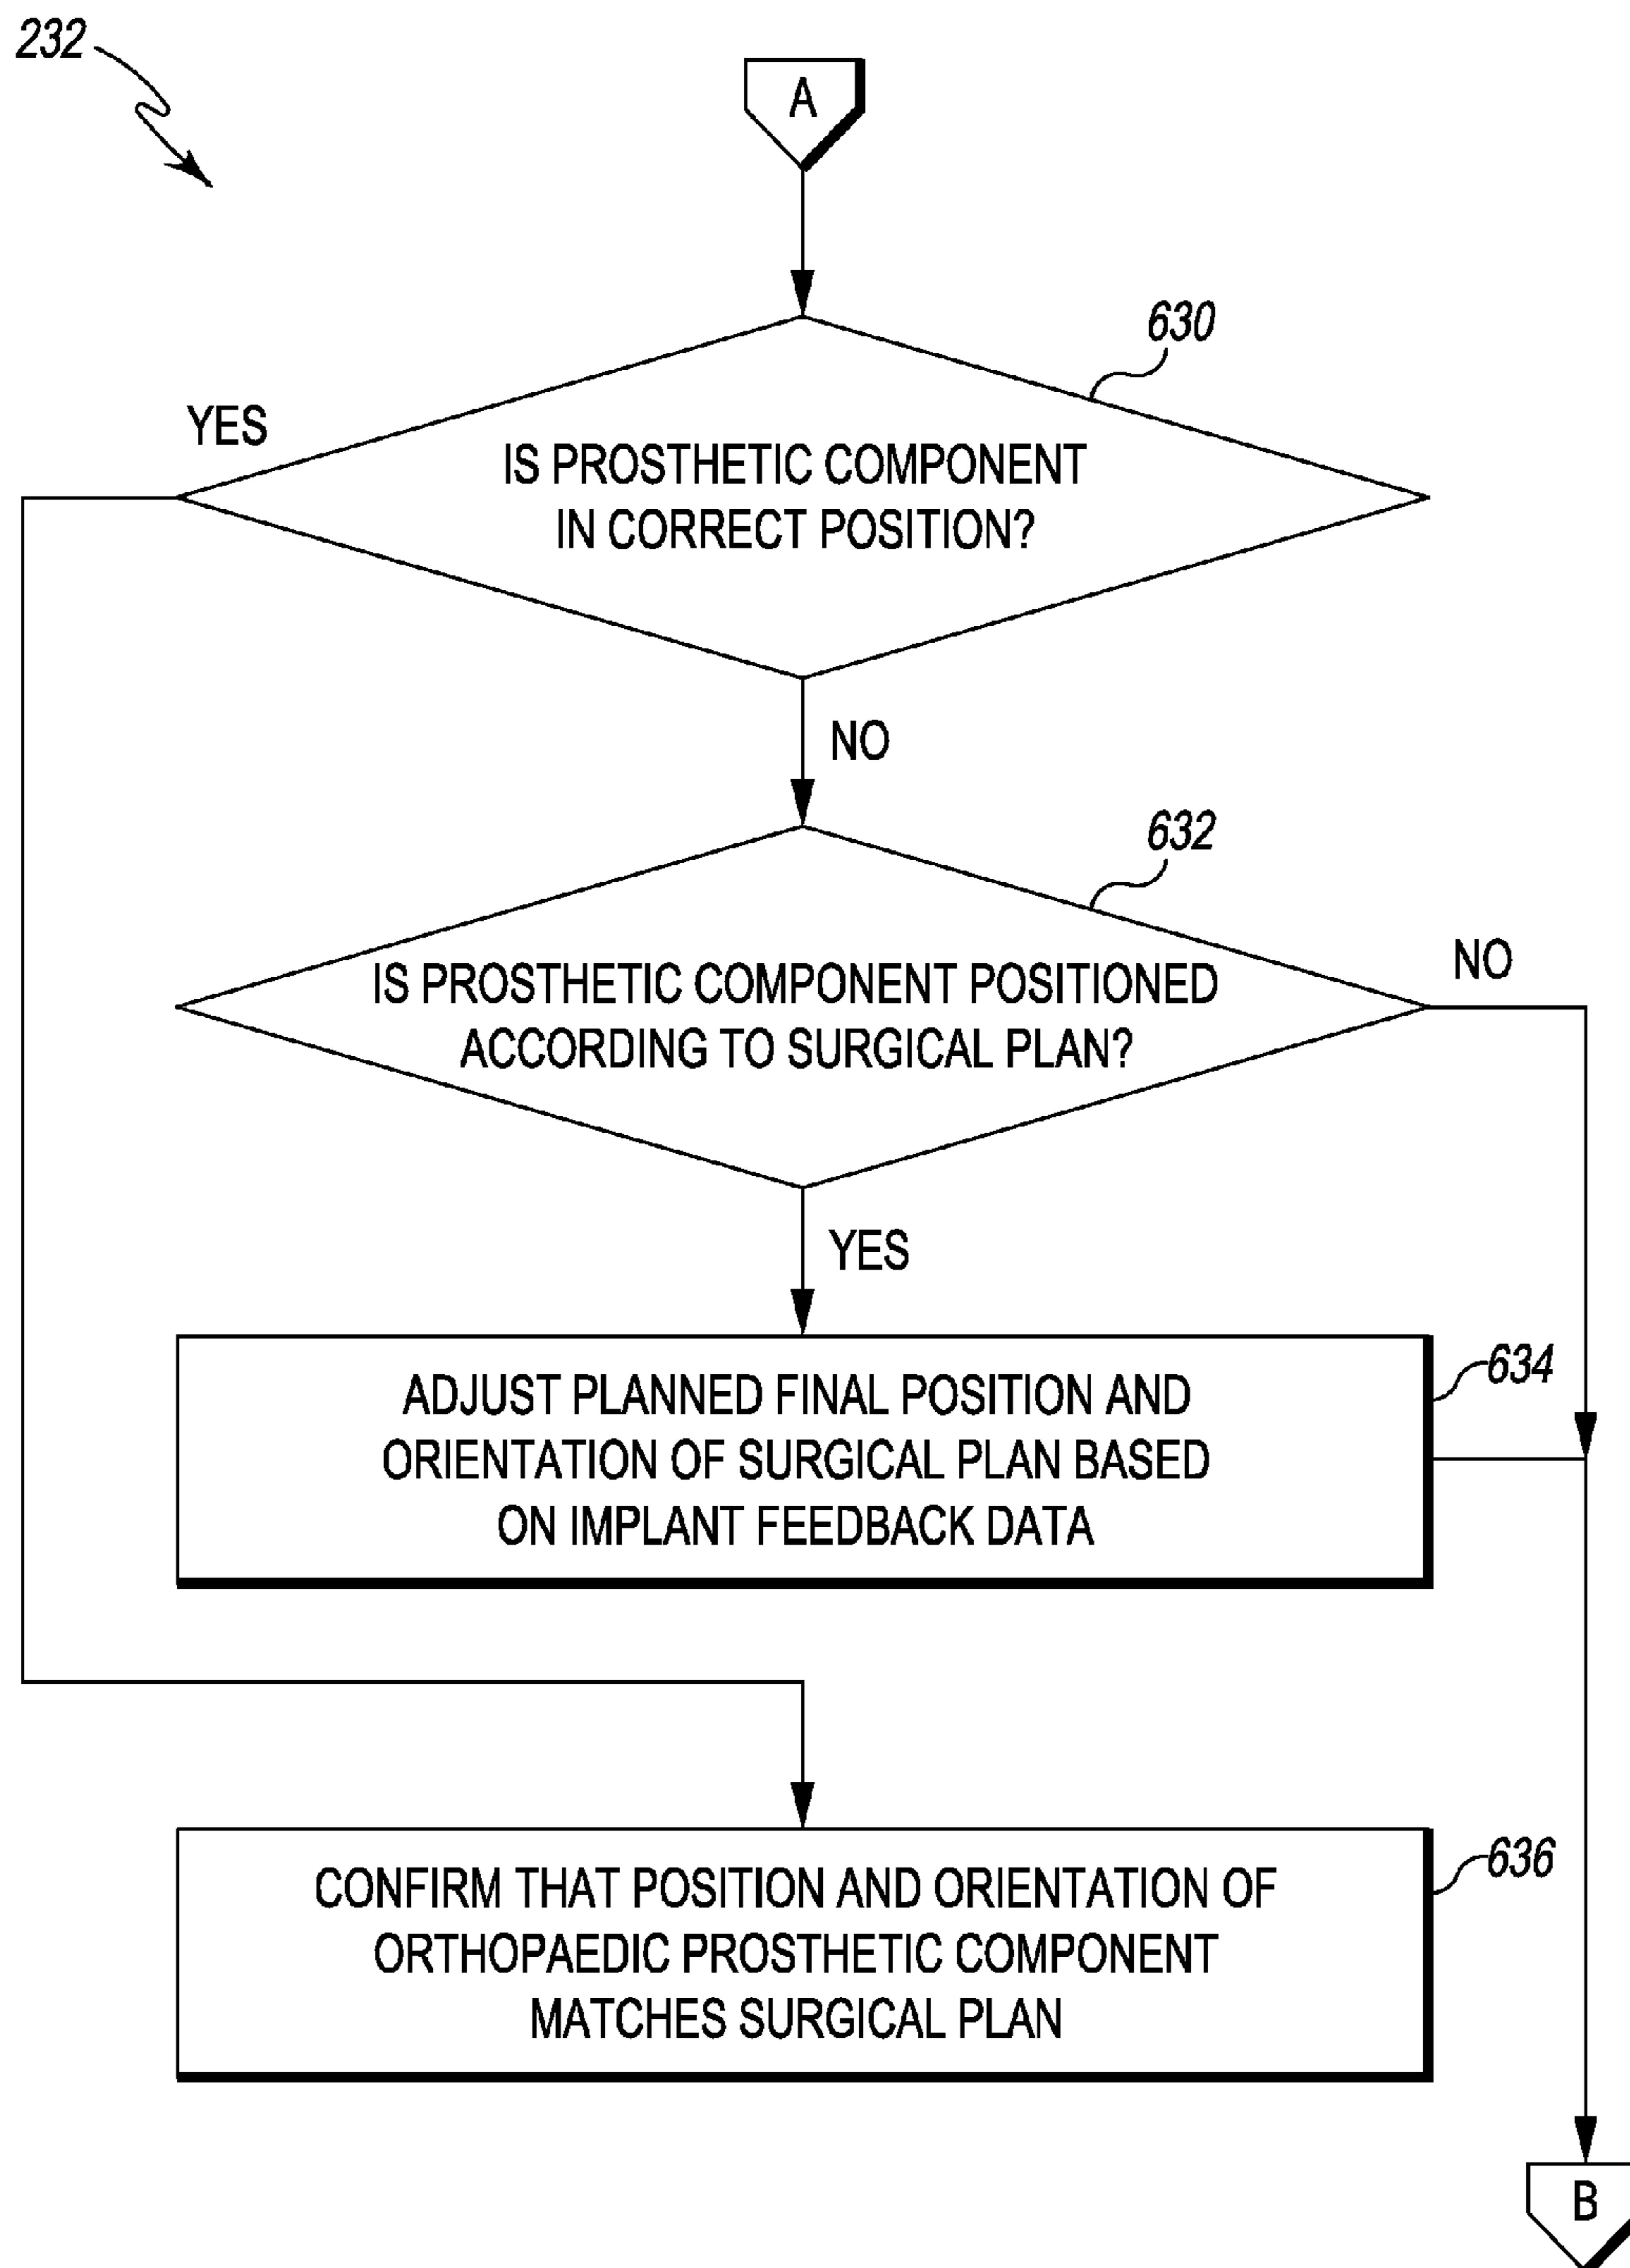 232
A
630
YES
IS PROSTHETIC COMPONENT
IN CORRECT POSITION?
NO
632
NO
IS PROSTHETIC COMPONENT POSITIONED
ACCORDING TO SURGICAL PLAN?
YES
634
ADJUST PLANNED FINAL POSITION AND
ORIENTATION OF SURGICAL PLAN BASED
ON IMPLANT FEEDBACK DATA
636
CONFIRM THAT POSITION AND ORIENTATION OF
ORTHOPAEDIC PROSTHETIC COMPONENT
MATCHES SURGICAL PLAN
B